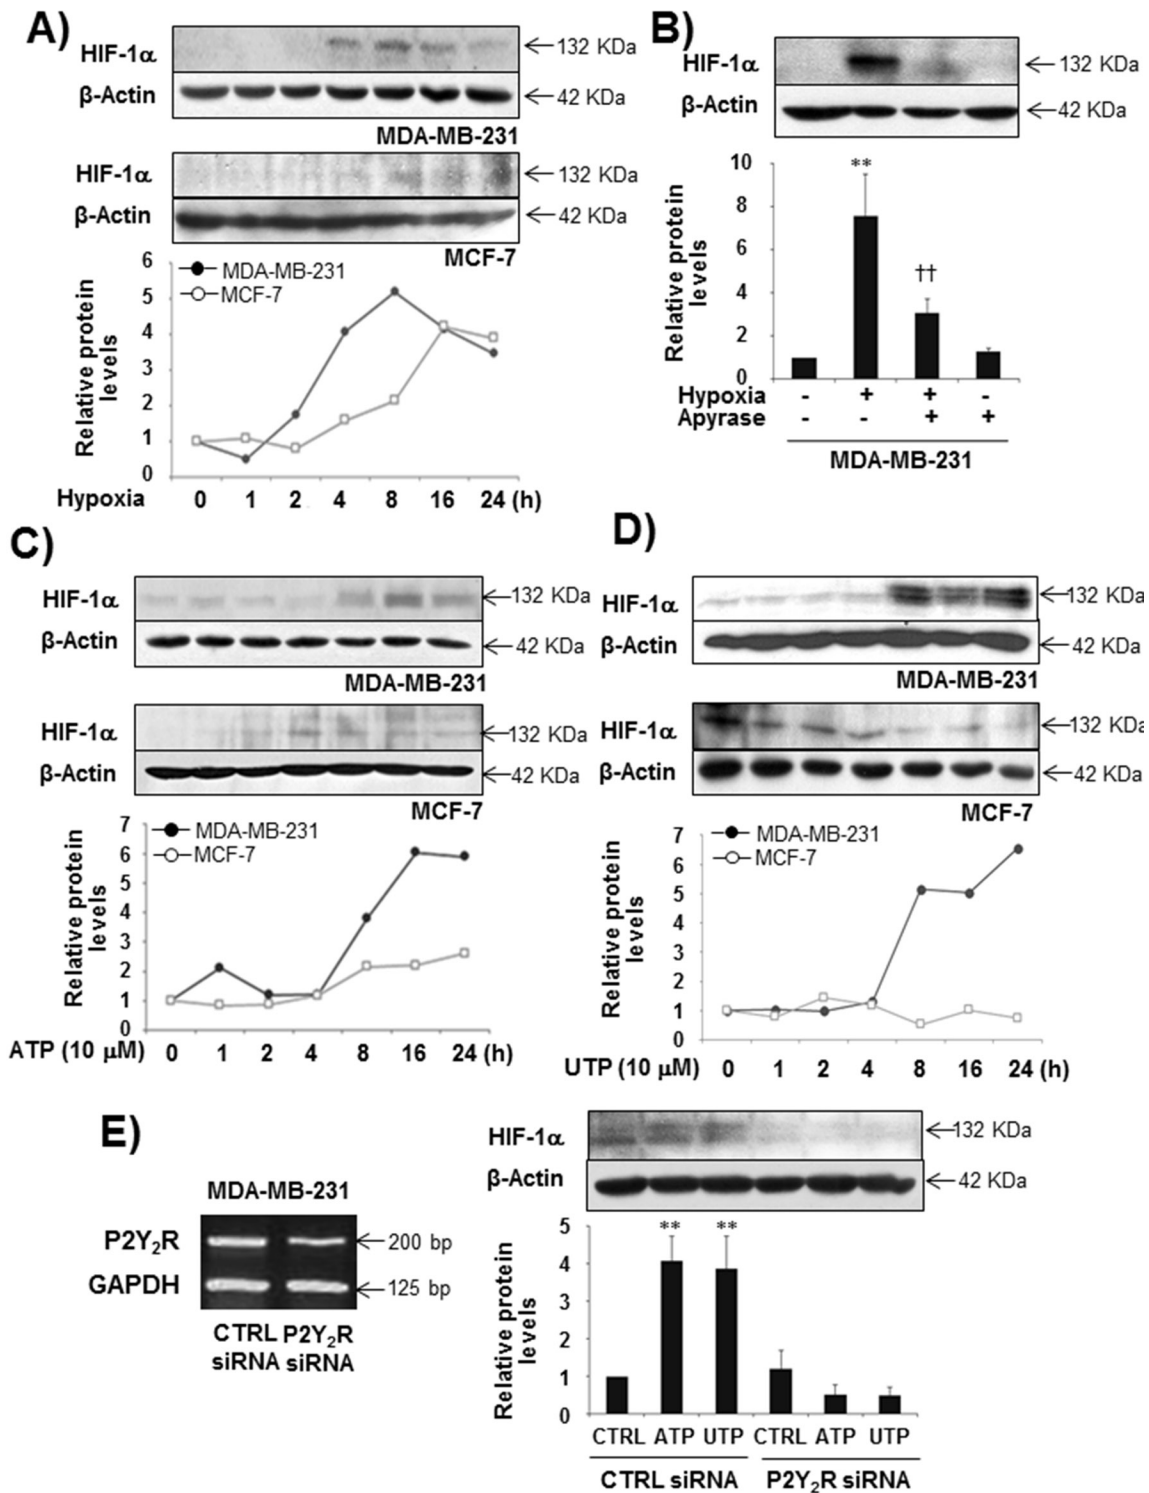 A)
HIF-1α
132 KDa
β-Actin
42 KDa
MDA-MB-231
HIF-1α
132 KDa
β-Actin
42 KDa
MCF-7
Relative protein
levels
6
5
4
3
2
1
0
MDA-MB-231
MCF-7
Hypoxia 0 1 2 4 8 16 24 (h)
B)
HIF-1α
132 KDa
β-Actin
42 KDa
Relative protein
levels
10
8
6
4
2
0
**
††
Hypoxia - + + -
Apyrase - - + +
MDA-MB-231
C)
HIF-1α
132 KDa
β-Actin
42 KDa
MDA-MB-231
HIF-1α
132 KDa
β-Actin
42 KDa
MCF-7
Relative protein
levels
7
6
5
4
3
2
1
0
MDA-MB-231
MCF-7
ATP (10 μM) 0 1 2 4 8 16 24 (h)
D)
HIF-1α
132 KDa
β-Actin
42 KDa
MDA-MB-231
HIF-1α
132 KDa
β-Actin
42 KDa
MCF-7
Relative protein
levels
7
6
5
4
3
2
1
0
MDA-MB-231
MCF-7
UTP (10 μM) 0 1 2 4 8 16 24 (h)
E)
MDA-MB-231
P2Y₂R
200 bp
GAPDH
125 bp
CTRL P2Y₂R
siRNA siRNA
HIF-1α
132 KDa
β-Actin
42 KDa
Relative protein
levels
5
4
3
2
1
0
** **
CTRL ATP UTP CTRL ATP UTP
CTRL siRNA P2Y₂R siRNA